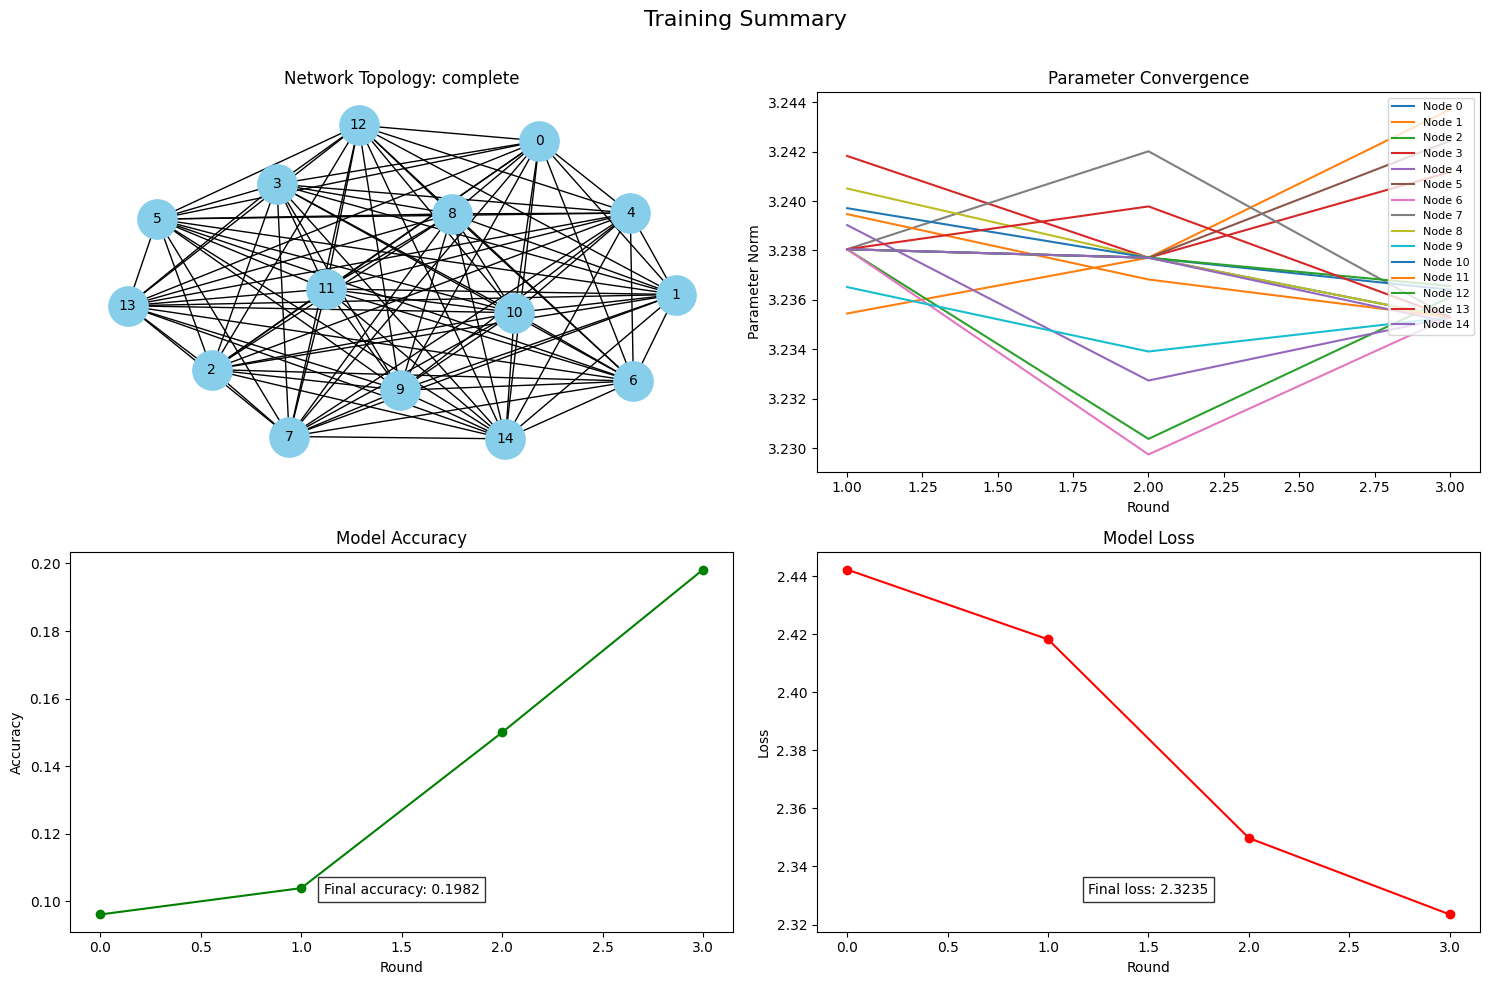 Training Summary
Network Topology: complete
12
0
3
5
8
4
11
13
1
10
2
9
6
7
14
Parameter Convergence
3.244
3.242
3.240
3.238
3.236
3.234
3.232
3.230
Parameter Norm
1.00 1.25 1.50 1.75 2.00 2.25 2.50 2.75 3.00
Round
Node 0
Node 1
Node 2
Node 3
Node 4
Node 5
Node 6
Node 7
Node 8
Node 9
Node 10
Node 11
Node 12
Node 13
Node 14
Model Accuracy
0.20
0.18
0.16
0.14
0.12
0.10
Accuracy
Final accuracy: 0.1982
0.0 0.5 1.0 1.5 2.0 2.5 3.0
Round
Model Loss
2.44
2.42
2.40
2.38
2.36
2.34
2.32
Loss
Final loss: 2.3235
0.0 0.5 1.0 1.5 2.0 2.5 3.0
Round